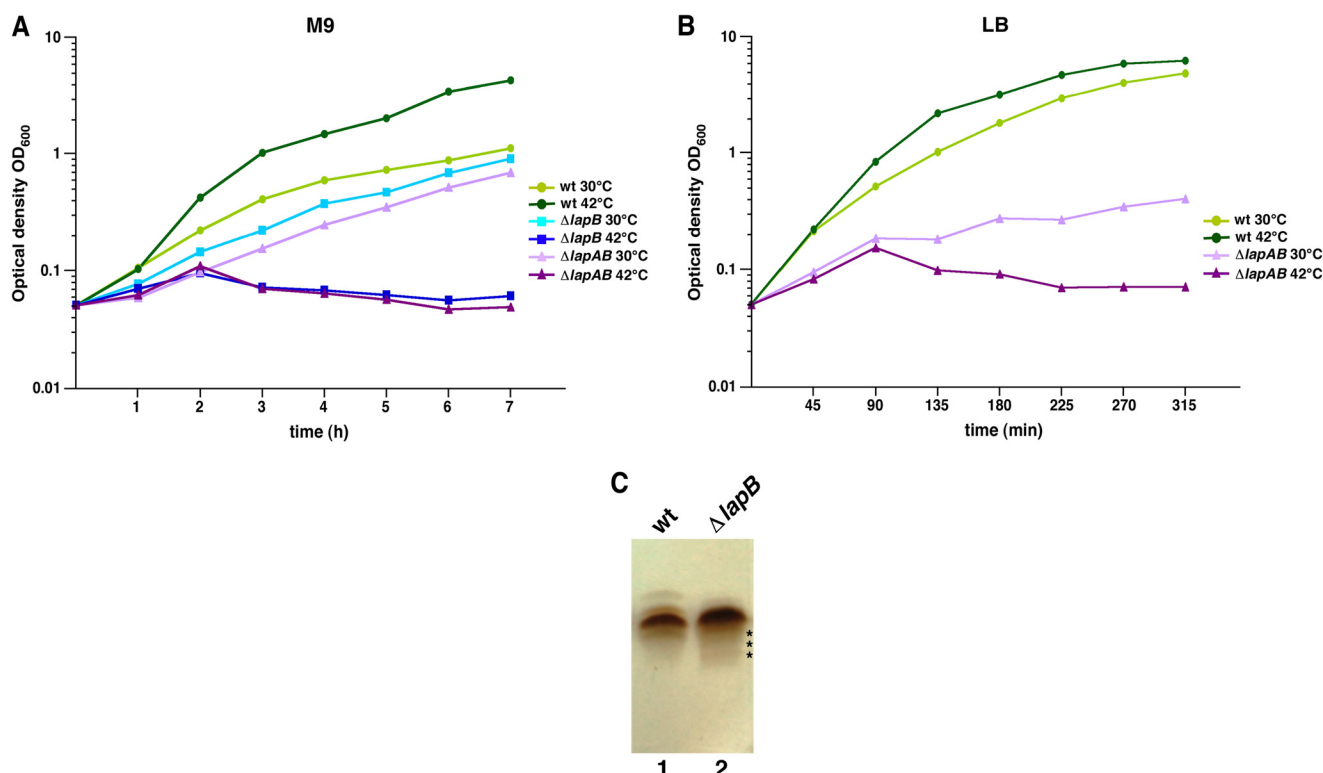 A
M9
10
1
0.1
0.01
Optical density OD600
1
2
3
4
5
6
7
time (h)
wt 30°C
wt 42°C
ΔlapB 30°C
ΔlapB 42°C
ΔlapAB 30°C
ΔlapAB 42°C
B
LB
10
1
0.1
0.01
Optical density OD600
45
90
135
180
225
270
315
time (min)
wt 30°C
wt 42°C
ΔlapAB 30°C
ΔlapAB 42°C
C
wt
ΔlapB
*
*
*
1
2